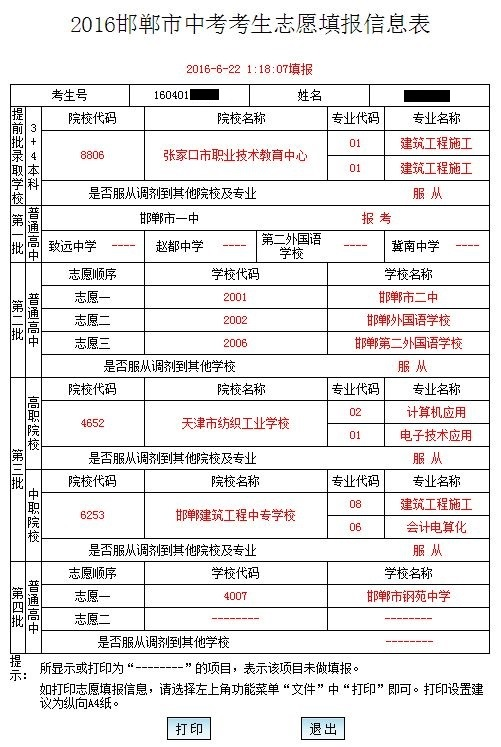 2016邯郸市中考考生志愿填报信息表
2016-6-22 1:18:07填报
考生号 160401 姓名
提前批录取学校 3+4本科 院校代码 院校名称 专业代码 专业名称
8806 张家口市职业技术教育中心 01 建筑工程施工
01 建筑工程施工
是否服从调剂到其他院校及专业 服 从
第一批 普通高中 邯郸市一中 报 考
致远中学 ---- 赵都中学 ---- 第二外国语学校 ---- 冀南中学 ----
第二批 普通高中 志愿顺序 学校代码 学校名称
志愿一 2001 邯郸市二中
志愿二 2002 邯郸外国语学校
志愿三 2006 邯郸第二外国语学校
是否服从调剂到其他学校 服 从
第三批 高职院校 院校代码 院校名称 专业代码 专业名称
4652 天津市纺织工业学校 02 计算机应用
01 电子技术应用
是否服从调剂到其他院校及专业 服 从
中职院校 院校代码 院校名称 专业代码 专业名称
6253 邯郸建筑工程中专学校 08 建筑工程施工
06 会计电算化
是否服从调剂到其他院校及专业 服 从
第四批 普通高中 志愿顺序 学校代码 学校名称
志愿一 4007 邯郸市钢苑中学
志愿二 -------- --------
是否服从调剂到其他学校 --------
提示: 所显示或打印为“--------”的项目，表示该项目未做填报。
如打印志愿填报信息，请选择左上角功能菜单“文件”中“打印”即可。打印设置建
议为纵向A4纸。
打印 退出